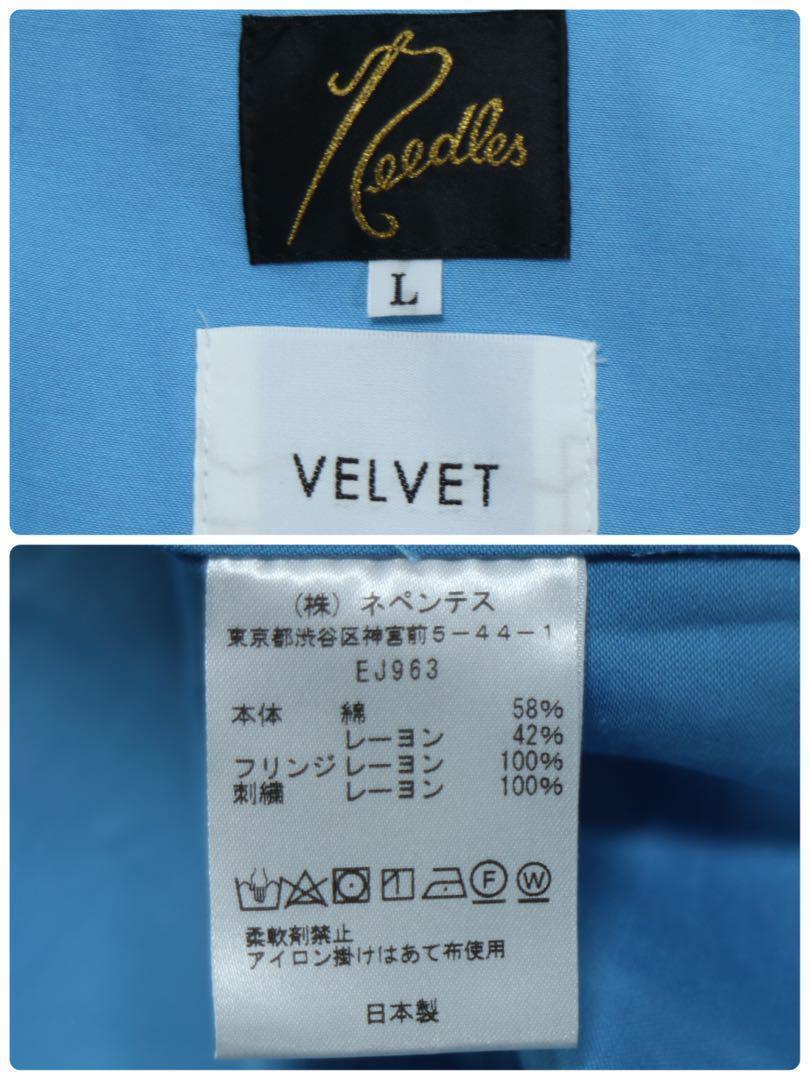 Needles
L
VELVET
(株) ネペンテス
東京都渋谷区神宮前5-44-1
EJ963
本体 綿 58%
レーヨン 42%
フリンジ レーヨン 100%
刺繍 レーヨン 100%
F W
柔軟剤禁止
アイロン掛けはあて布使用
日本製